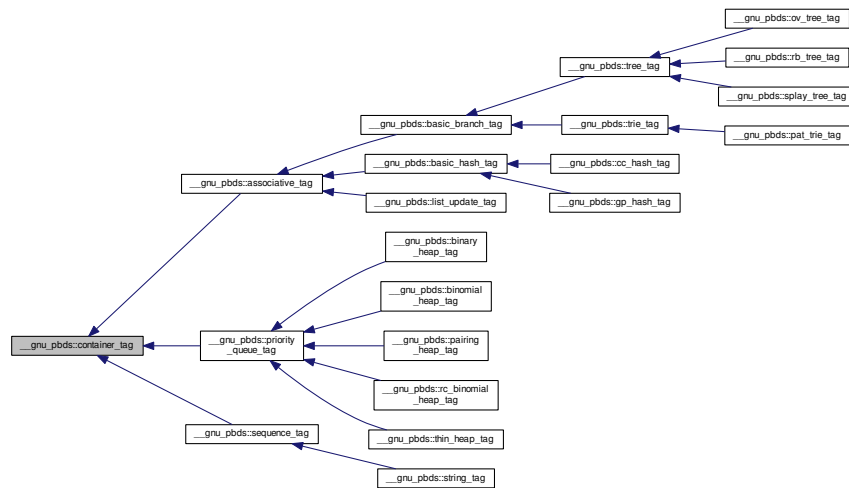 __gnu_pbds::ov_tree_tag
__gnu_pbds::rb_tree_tag
__gnu_pbds::tree_tag
__gnu_pbds::splay_tree_tag
__gnu_pbds::basic_branch_tag
__gnu_pbds::trie_tag
__gnu_pbds::pat_trie_tag
__gnu_pbds::basic_hash_tag
__gnu_pbds::cc_hash_tag
__gnu_pbds::associative_tag
__gnu_pbds::list_update_tag
__gnu_pbds::gp_hash_tag
__gnu_pbds::binary
_heap_tag
__gnu_pbds::binomial
_heap_tag
__gnu_pbds::container_tag
__gnu_pbds::priority
_queue_tag
__gnu_pbds::pairing
_heap_tag
__gnu_pbds::rc_binomial
_heap_tag
__gnu_pbds::sequence_tag
__gnu_pbds::thin_heap_tag
__gnu_pbds::string_tag